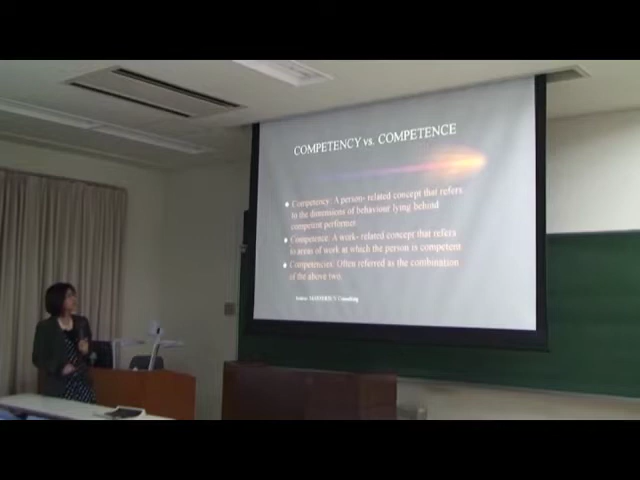 COMPETENCY vs. COMPETENCE
Competency: A person- related concept that refers
to the dimensions of behaviour lying behind
competent performer.
Competence: A work- related concept that refers
to areas of work at which the person is competent
Competencies: Often referred as the combination
of the above two.
Consulting